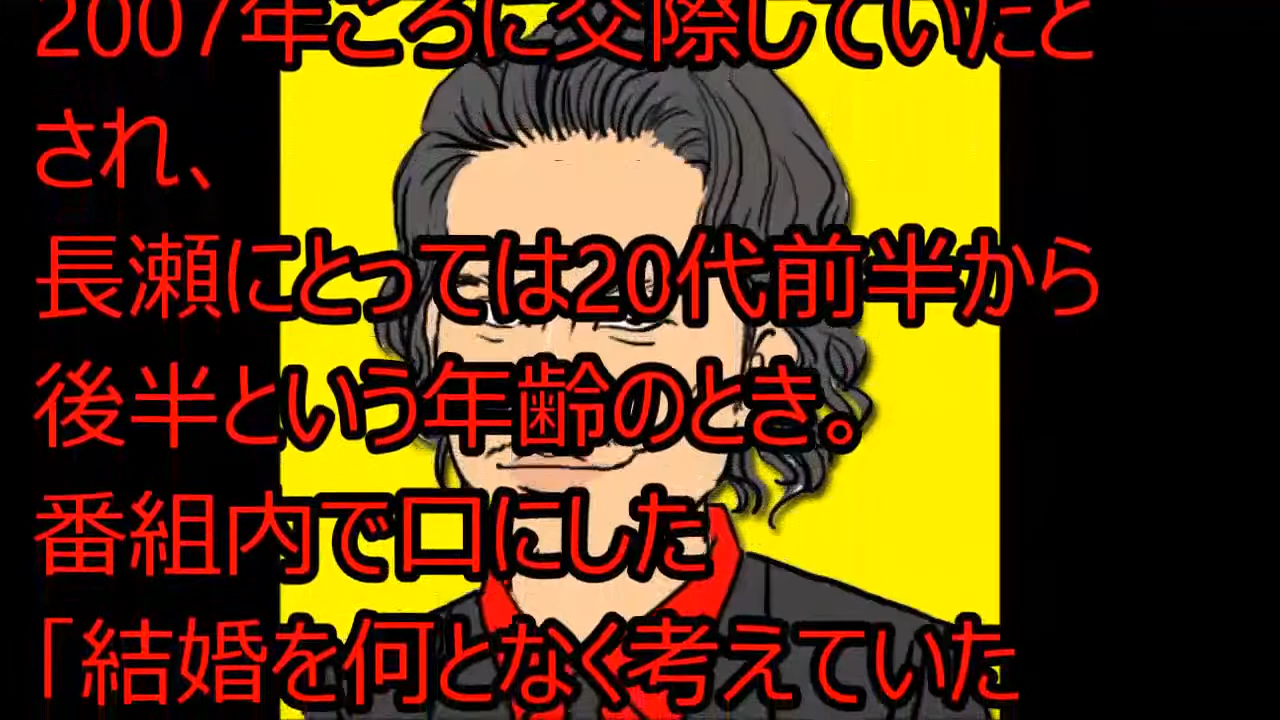 2007年ごろに交際していたと
され、
長瀬にとっては20代前半から
後半という年齢のとき。
番組内で口にした
「結婚を何となく考えていた